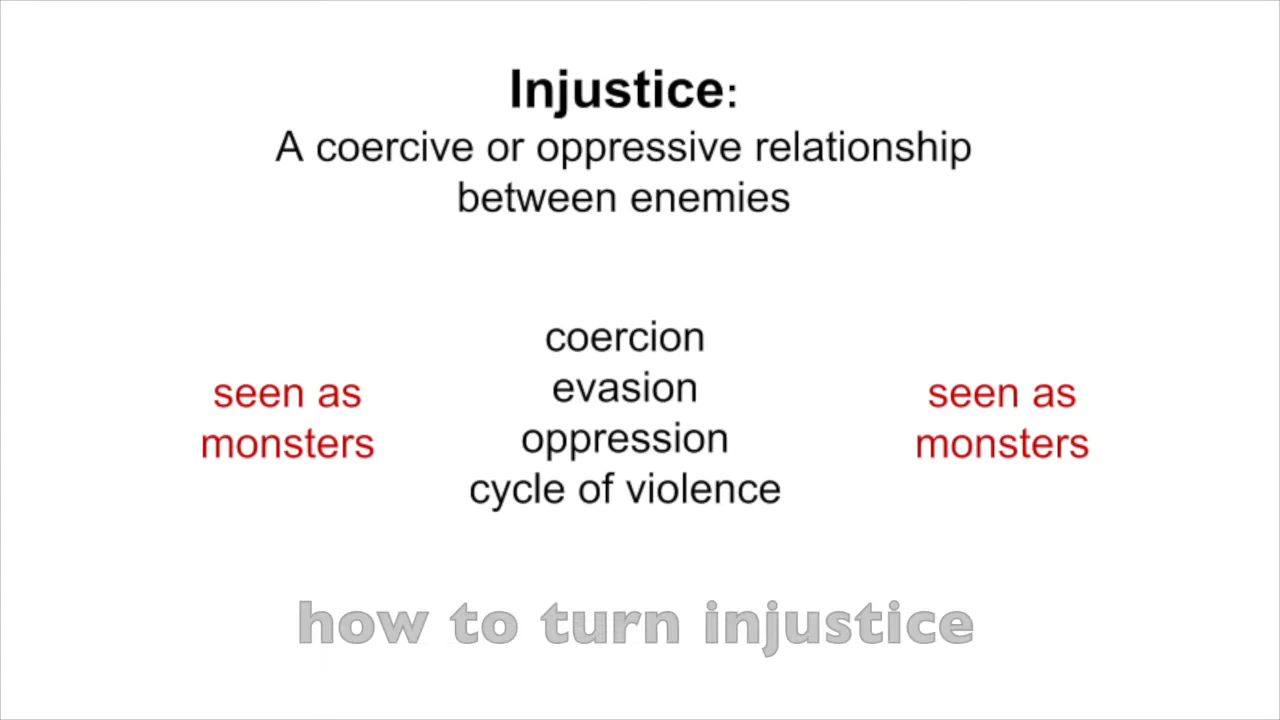 Injustice:
A coercive or oppressive relationship
between enemies
coercion
evasion
oppression
cycle of violence
seen as
monsters
seen as
monsters
how to turn injustice